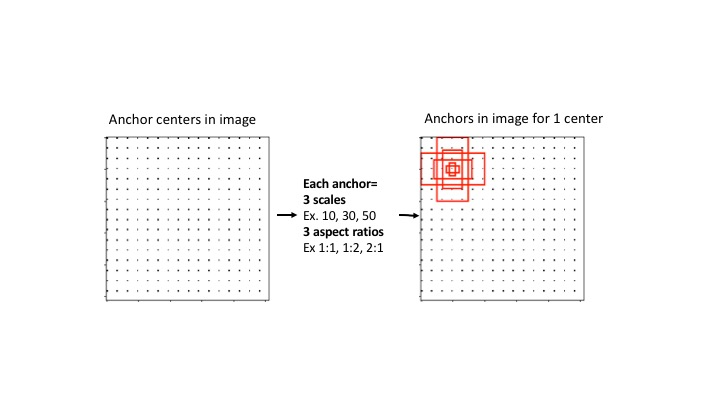 Anchor centers in image
Anchors in image for 1 center
Each anchor=
3 scales
Ex. 10, 30, 50
3 aspect ratios
Ex 1:1, 1:2, 2:1